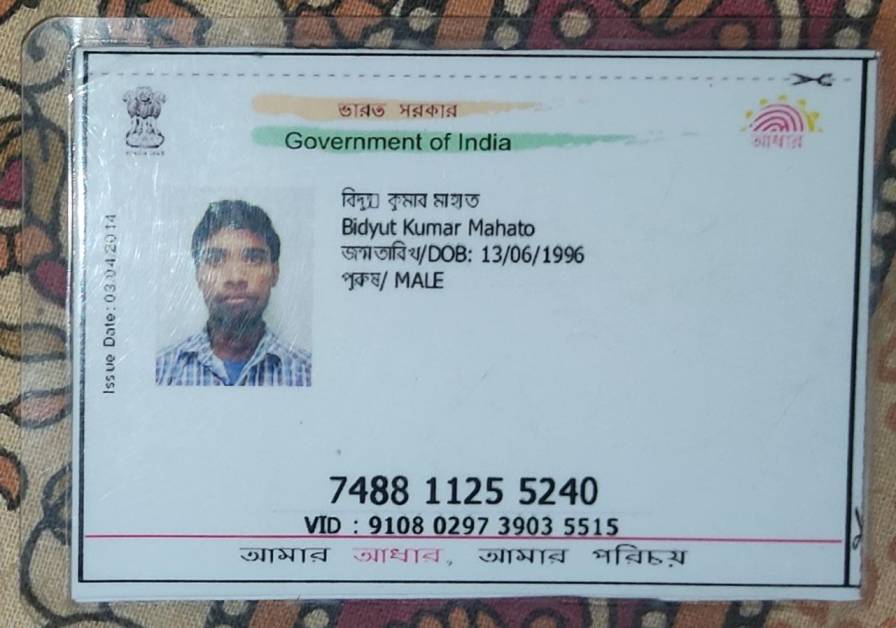 ভারত সরকার
Government of India
আধার
Issue Date: 03.04.2014
বিদ্যু□ কুমার মাহাত
Bidyut Kumar Mahato
জন্মতারিখ/DOB: 13/06/1996
পুরুষ/ MALE
7488 1125 5240
VID : 9108 0297 3903 5515
আমার আধার, আমার পরিচয়